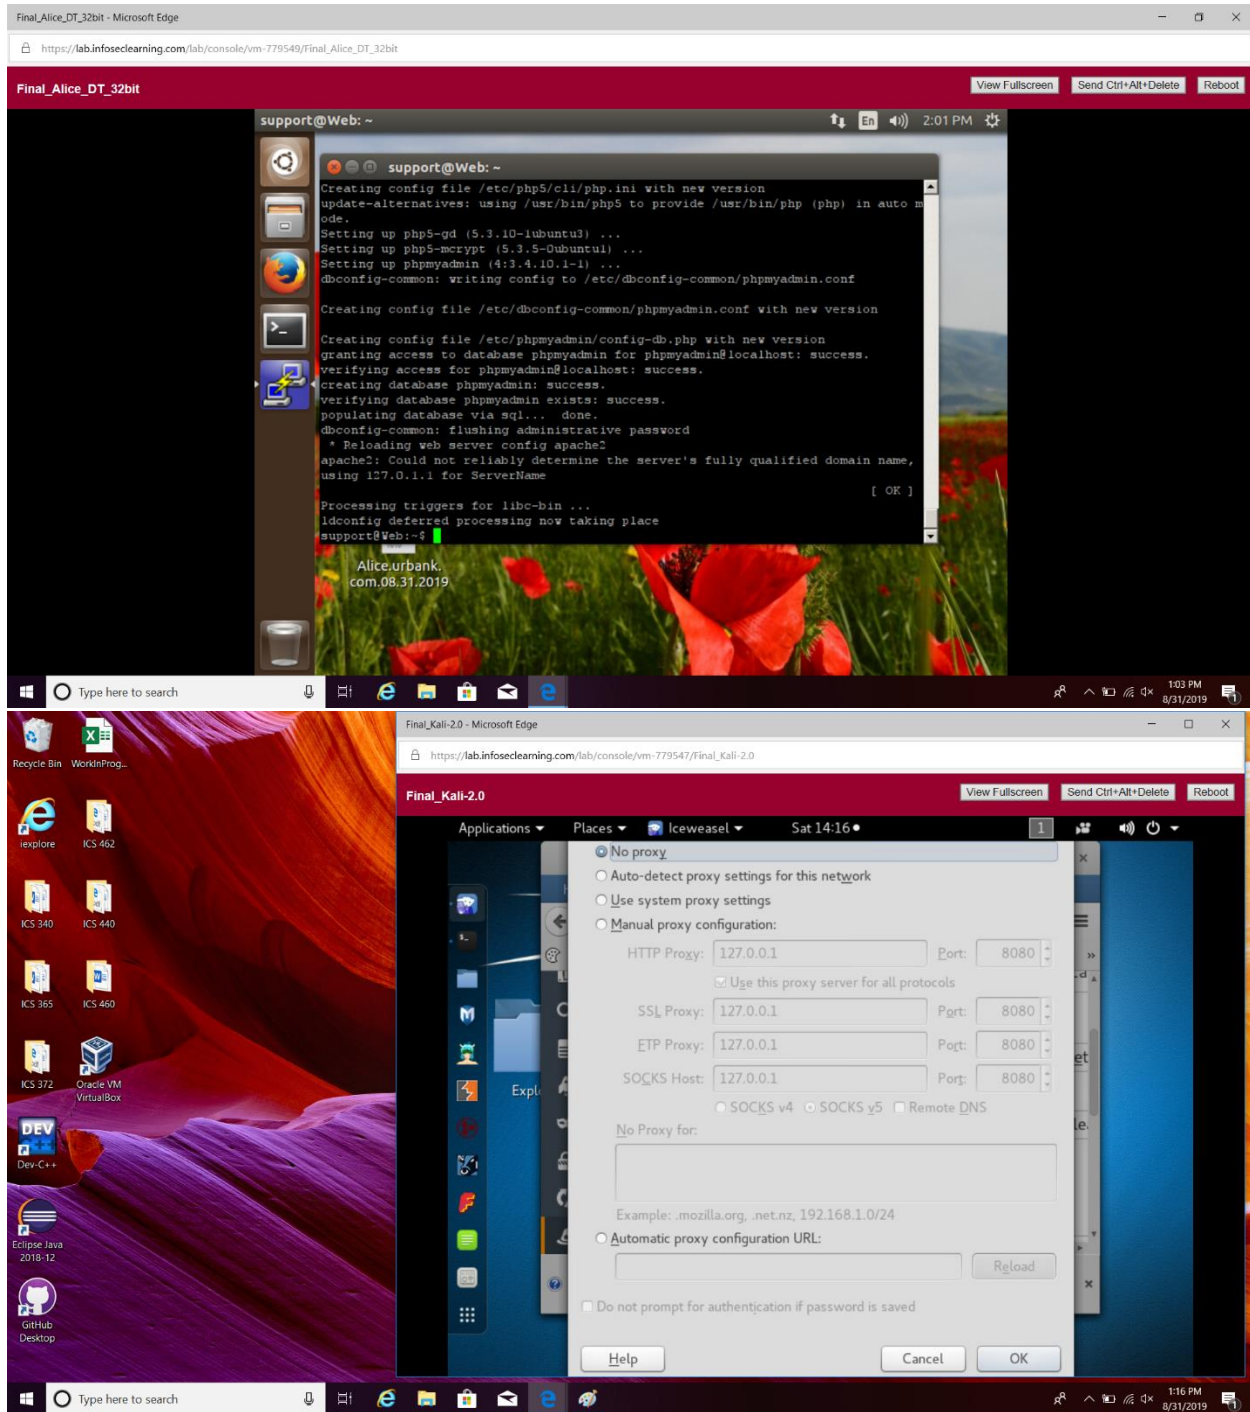 Final_Alice_DT_32bit - Microsoft Edge
https://lab.infoseclearning.com/lab/console/vm-779549/Final_Alice_DT_32bit
Final_Alice_DT_32bit
View Fullscreen Send Ctrl+Alt+Delete Reboot
support@Web: ~ En 2:01 PM
support@Web: ~
Creating config file /etc/php5/cli/php.ini with new version
update-alternatives: using /usr/bin/php5 to provide /usr/bin/php (php) in auto m
ode.
Setting up php5-gd (5.3.10-1ubuntu3) ...
Setting up php5-mcrypt (5.3.5-0ubuntu1) ...
Setting up phpmyadmin (4:3.4.10.1-1) ...
dbconfig-common: writing config to /etc/dbconfig-common/phpmyadmin.conf
Creating config file /etc/dbconfig-common/phpmyadmin.conf with new version
Creating config file /etc/phpmyadmin/config-db.php with new version
granting access to database phpmyadmin for phpmyadmin@localhost: success.
verifying access for phpmyadmin@localhost: success.
creating database phpmyadmin: success.
verifying database phpmyadmin exists: success.
populating database via sql... done.
dbconfig-common: flushing administrative password
* Reloading web server config apache2
apache2: Could not reliably determine the server's fully qualified domain name,
using 127.0.1.1 for ServerName
[ OK ]
Processing triggers for libc-bin ...
ldconfig deferred processing now taking place
support@Web:~$
Alice.urbank.
com.08.31.2019
Type here to search
1:03 PM
8/31/2019
Recycle Bin WorkInProg...
iexplore ICS 462
ICS 340 ICS 440
ICS 365 ICS 460
ICS 372 Oracle VM
VirtualBox
DEV
Dev-C++
Eclipse Java
2018-12
GitHub
Desktop
Final_Kali-2.0 - Microsoft Edge
https://lab.infoseclearning.com/lab/console/vm-779547/Final_Kali-2.0
Final_Kali-2.0
View Fullscreen Send Ctrl+Alt+Delete Reboot
Applications Places Iceweasel Sat 14:16 1
No proxy
Auto-detect proxy settings for this network
Use system proxy settings
Manual proxy configuration:
HTTP Proxy: 127.0.0.1 Port: 8080
Use this proxy server for all protocols
SSL Proxy: 127.0.0.1 Port: 8080
FTP Proxy: 127.0.0.1 Port: 8080
SOCKS Host: 127.0.0.1 Port: 8080
SOCKS v4 SOCKS v5 Remote DNS
No Proxy for:
Example: .mozilla.org, .net.nz, 192.168.1.0/24
Automatic proxy configuration URL:
Reload
Do not prompt for authentication if password is saved
Help Cancel OK
Type here to search
1:16 PM
8/31/2019